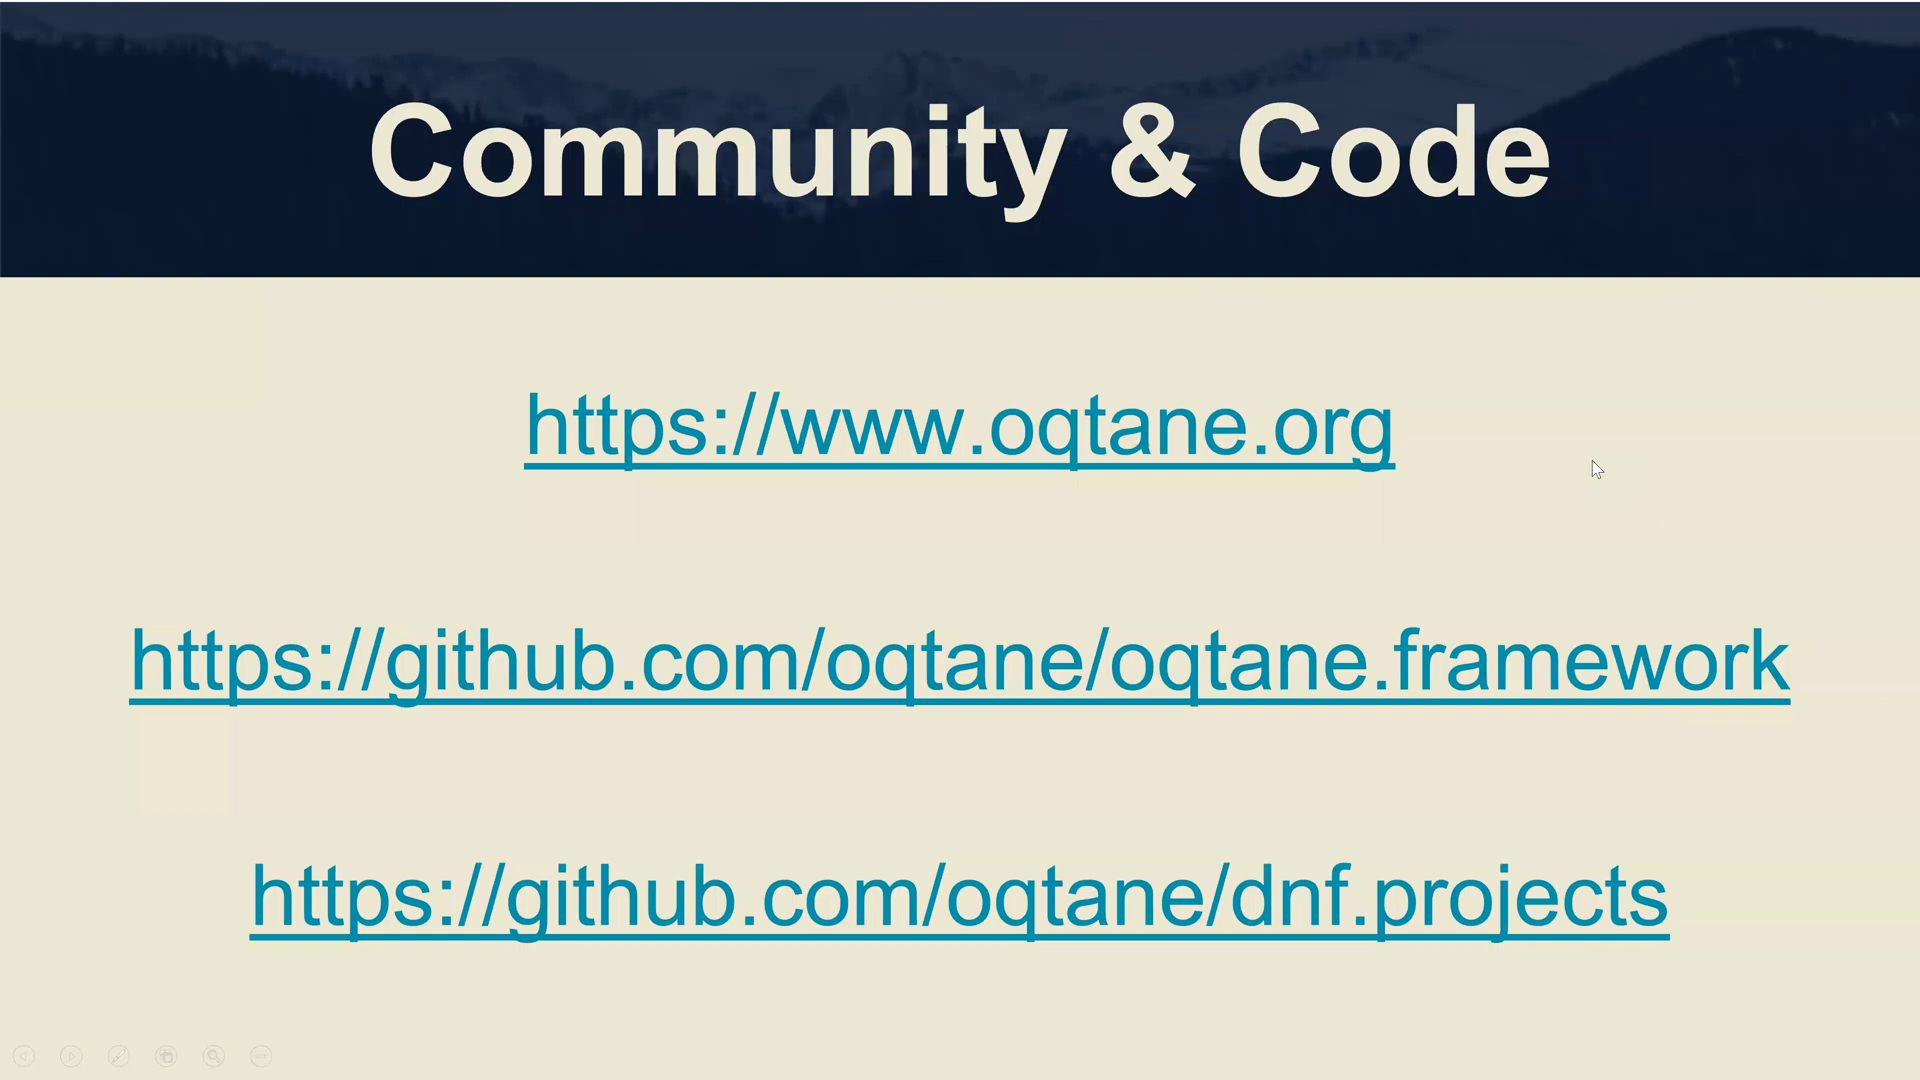 Community & Code
https://www.oqtane.org
https://github.com/oqtane/oqtane.framework
https://github.com/oqtane/dnf.projects